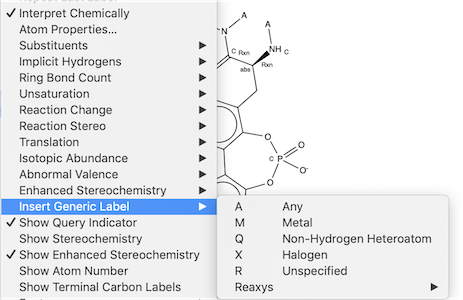 Interpret Chemically
Atom Properties...
Substituents
Implicit Hydrogens
Ring Bond Count
Unsaturation
Reaction Change
Reaction Stereo
Translation
Isotopic Abundance
Abnormal Valence
Enhanced Stereochemistry
Insert Generic Label
Show Query Indicator
Show Stereochemistry
Show Enhanced Stereochemistry
Show Atom Number
Show Terminal Carbon Labels
A Any
M Metal
Q Non-Hydrogen Heteroatom
X Halogen
R Unspecified
Reaxys
A
A
N
NH C
C Rxn
Rxn
abs
O
O
C P
O-
O